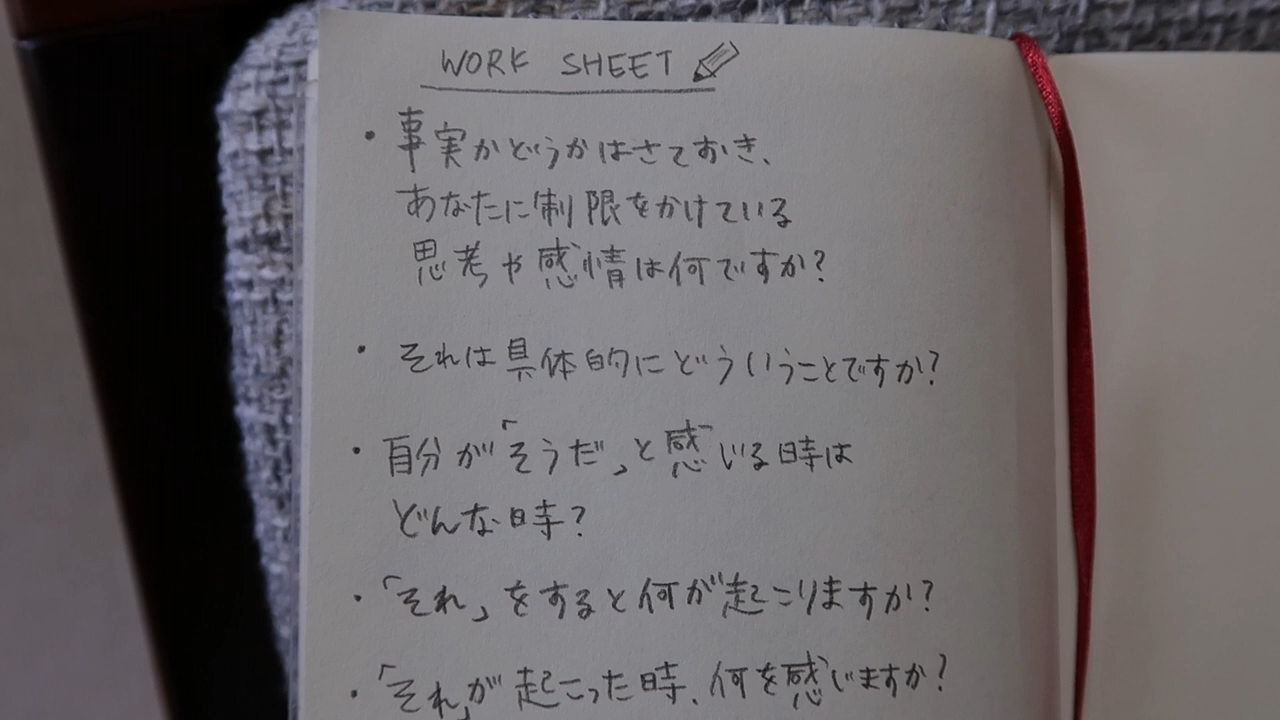 WORK SHEET
・事実かどうかはさておき、
あなたに制限をかけている
思考や感情は何ですか?
・それは具体的にどういうことですか?
・自分が「そうだ」と感じる時は
どんな時?
・「それ」をすると何が起こりますか?
・「それ」が起こった時、何を感じますか?